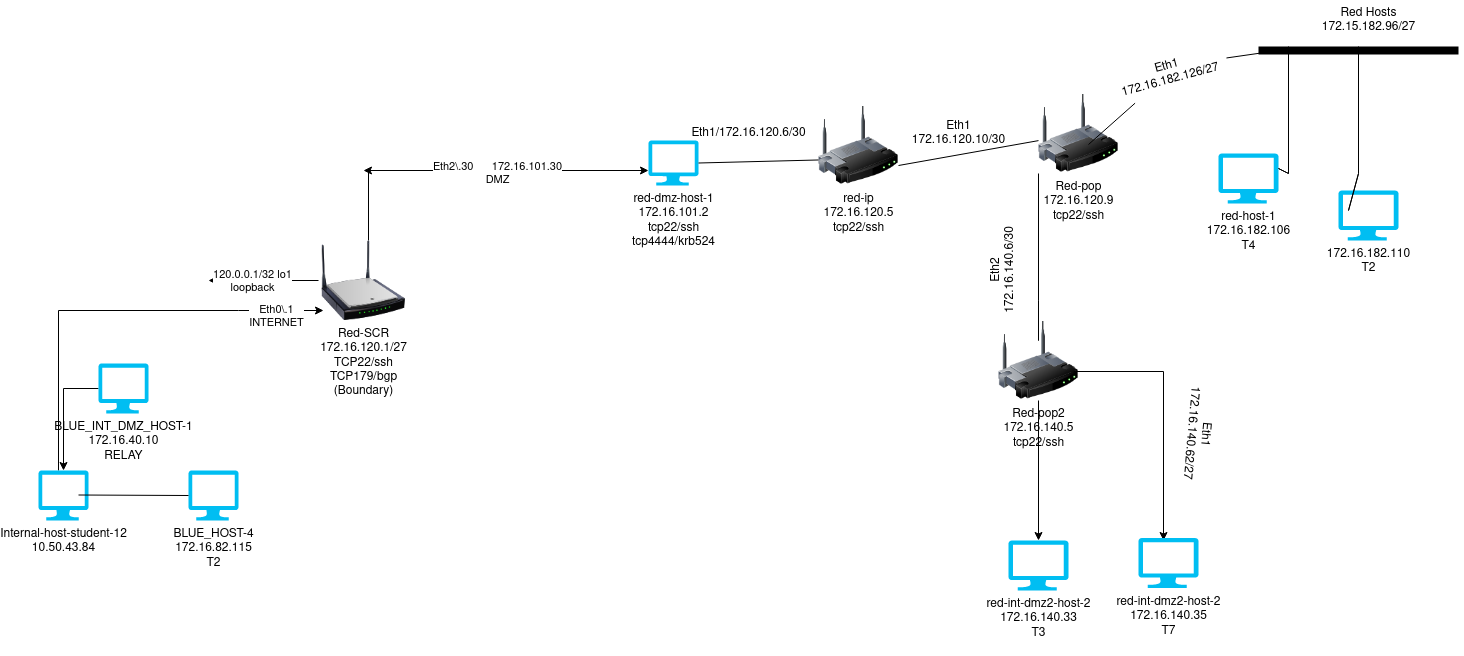 Red Hosts
172.15.182.96/27
Eth1
172.16.182.126/27
Eth1/172.16.120.6/30
Eth1
172.16.120.10/30
Eth2\.30
172.16.101.30
DMZ
red-dmz-host-1
172.16.101.2
tcp22/ssh
tcp4444/krb524
red-ip
172.16.120.5
tcp22/ssh
Red-pop
172.16.120.9
tcp22/ssh
red-host-1
172.16.182.106
T4
172.16.182.110
T2
Eth2
172.16.140.6/30
120.0.0.1/32 lo1
loopback
Eth0\.1
INTERNET
Red-SCR
172.16.120.1/27
TCP22/ssh
TCP179/bgp
(Boundary)
BLUE_INT_DMZ_HOST-1
172.16.40.10
RELAY
Red-pop2
172.16.140.5
tcp22/ssh
Eth1
172.16.140.62/27
Internal-host-student-12
10.50.43.84
BLUE_HOST-4
172.16.82.115
T2
red-int-dmz2-host-2
172.16.140.33
T3
red-int-dmz2-host-2
172.16.140.35
T7